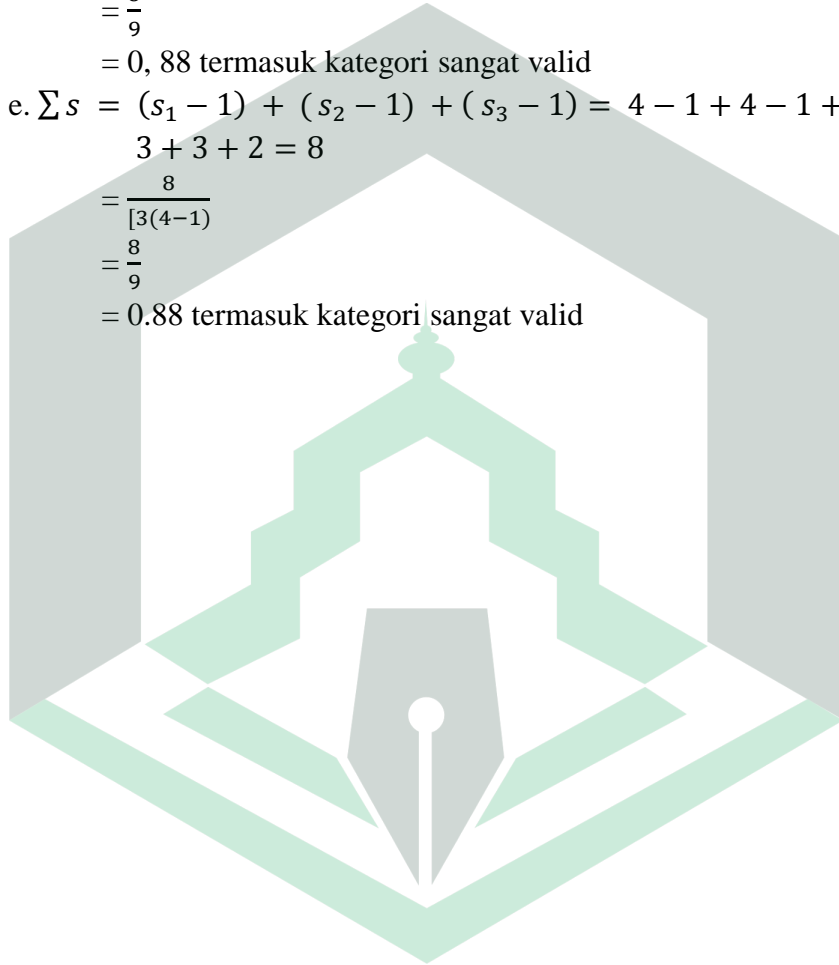 = /9
= 0, 88 termasuk kategori sangat valid
e. ∑ s = (s₁ − 1) + ( s₂ − 1) + ( s₃ − 1) = 4 − 1 + 4 − 1 +
3 + 3 + 2 = 8
= 8/[3(4−1)
= 8/9
= 0.88 termasuk kategori sangat valid